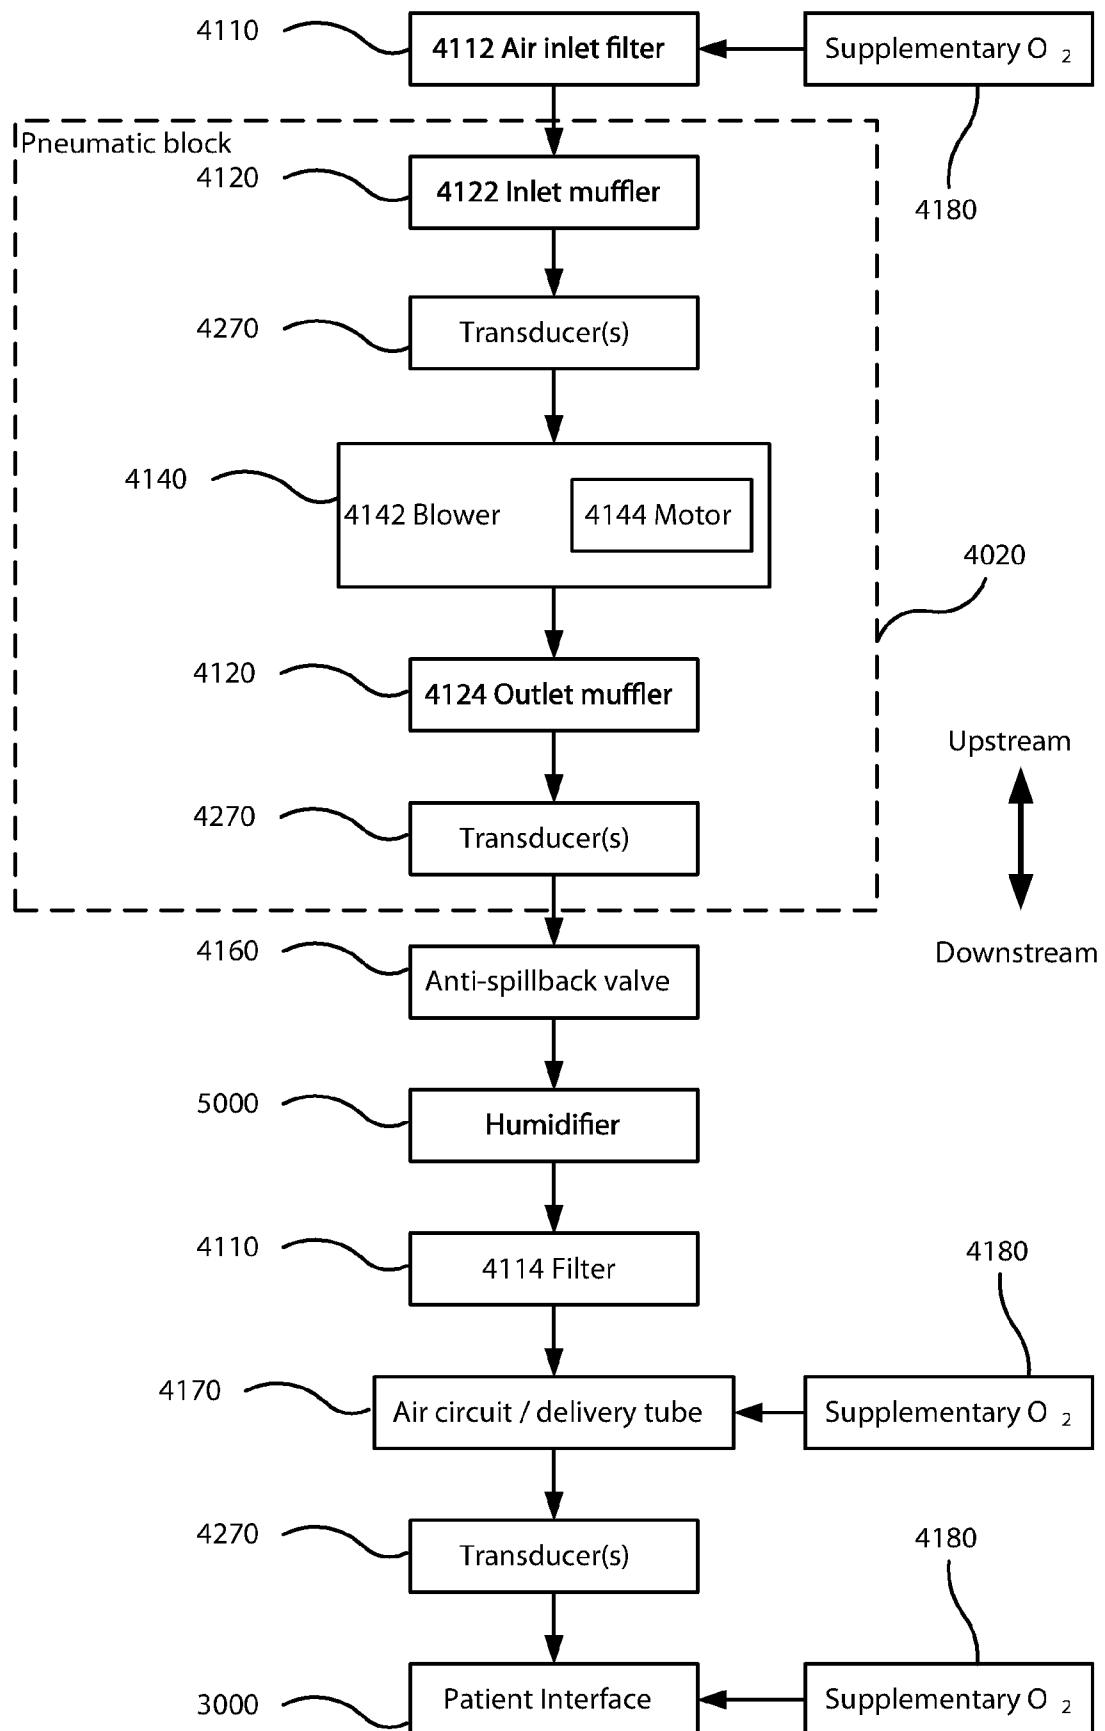 4110
4112 Air inlet filter
Supplementary O 2
Pneumatic block
4120
4122 Inlet muffler
4180
4270
Transducer(s)
4140
4142 Blower
4144 Motor
4020
4120
4124 Outlet muffler
Upstream
4270
Transducer(s)
4160
Anti-spillback valve
Downstream
5000
Humidifier
4110
4114 Filter
4180
4170
Air circuit / delivery tube
Supplementary O 2
4270
Transducer(s)
4180
3000
Patient Interface
Supplementary O 2